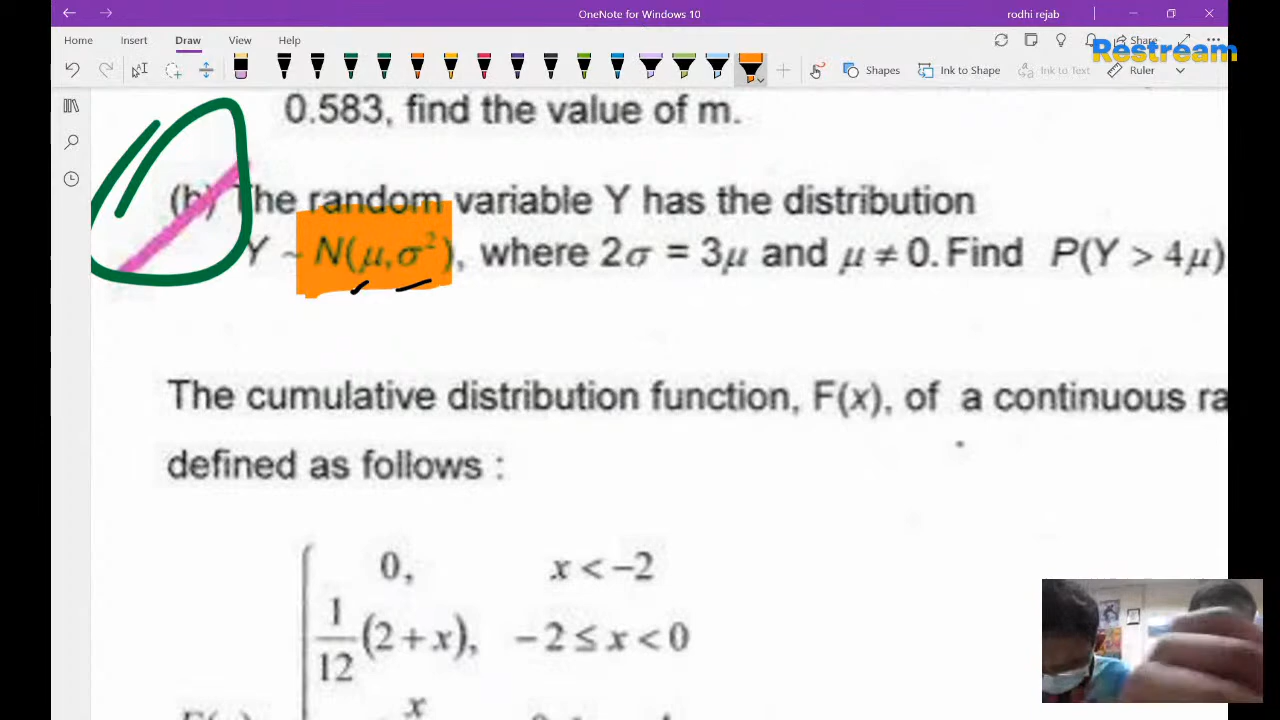 OneNote for Windows 10
rodhi rejab
Home Insert Draw View Help
Share
Restream
Shapes Ink to Shape Ink to Text Ruler
0.583, find the value of m.
(b) The random variable Y has the distribution
Y ~ N(μ,σ²), where 2σ = 3μ and μ ≠ 0. Find P(Y > 4μ)
The cumulative distribution function, F(x), of a continuous ra
defined as follows :
0, x < −2
1/12 (2 + x), − 2 ≤ x < 0
x